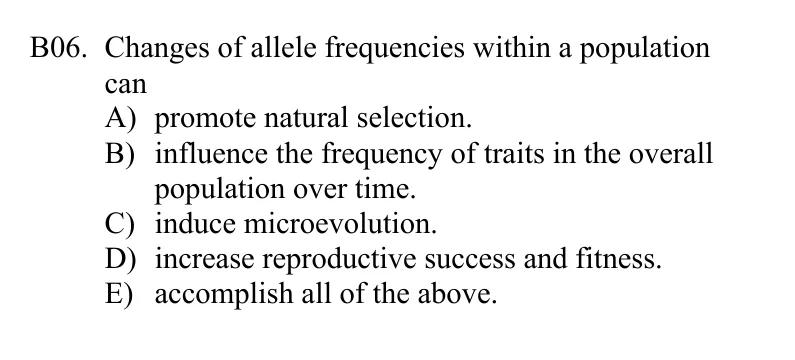 B06. Changes of allele frequencies within a population
can
A) promote natural selection.
B) influence the frequency of traits in the overall
population over time.
C) induce microevolution.
D) increase reproductive success and fitness.
E) accomplish all of the above.